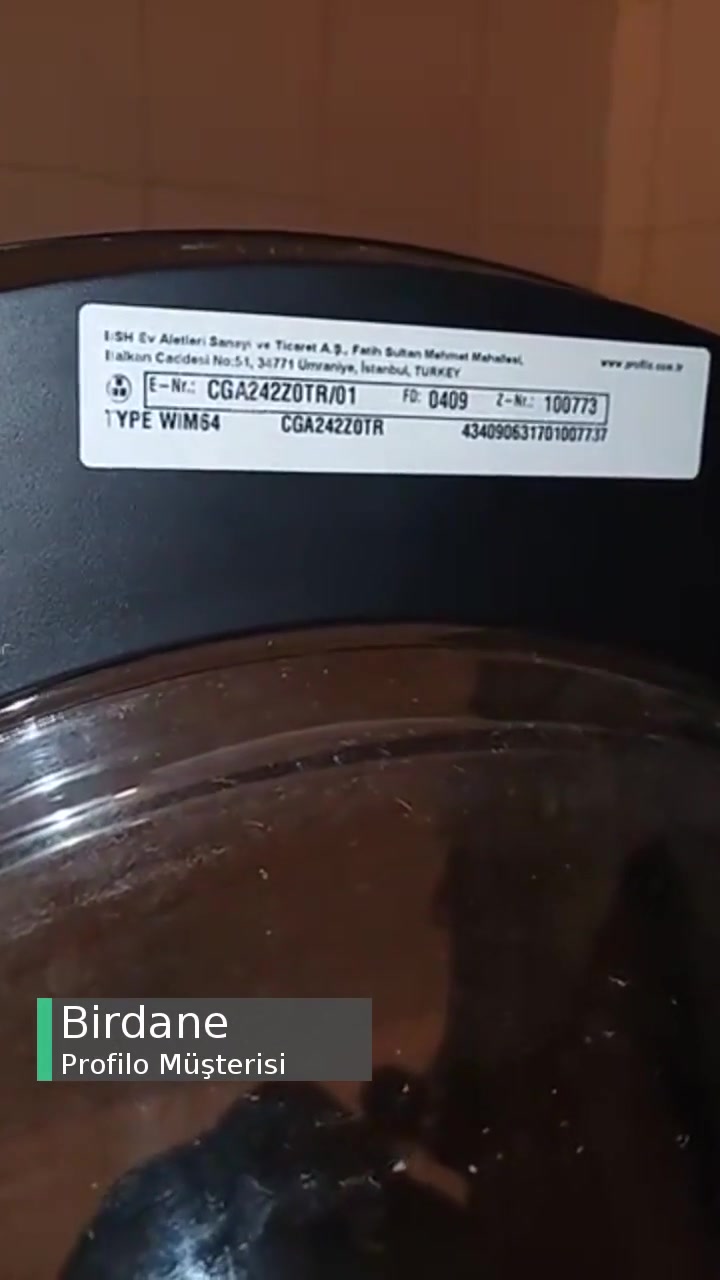 BSH Ev Aletleri Sanayi ve Ticaret A.Ş., Fatih Sultan Mehmet Mahallesi,
Balkan Caddesi No:51, 34771 Ümraniye, İstanbul, TURKEY
www.profilo.com.tr
E-Nr.: CGA242Z0TR/01 FD: 0409 Z-Nr.: 100773
TYPE WIM64 CGA242Z0TR 434090631701007737
Birdane
Profilo Müşterisi